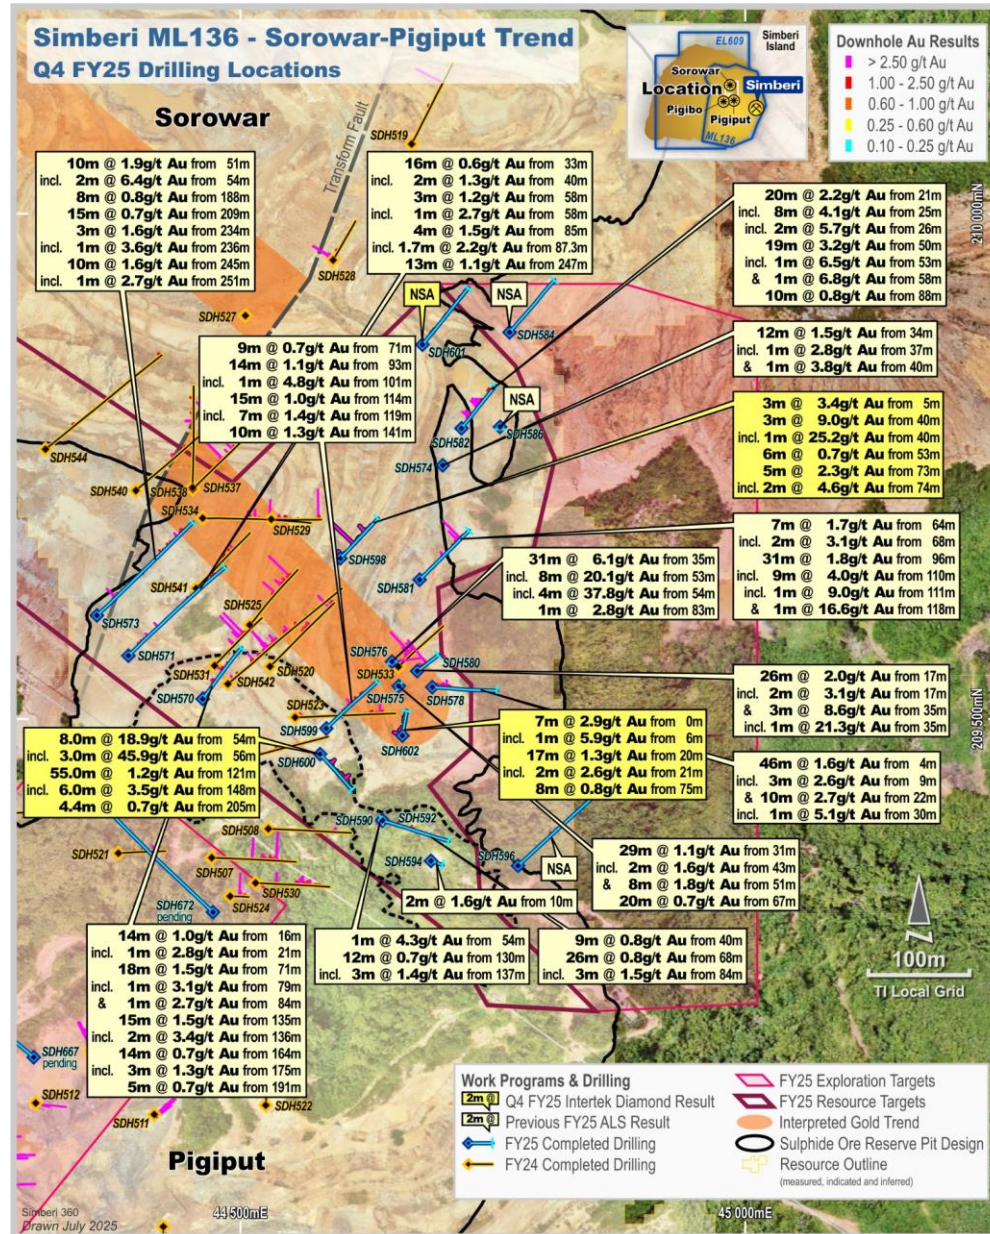 Simberi ML136 - Sorowar-Pigiput Trend
Q4 FY25 Drilling Locations
EL609
Simberi
Island
Sorowar
Location
Simberi
Pigibo
Pigiput
ML136
Downhole Au Results
> 2.50 g/t Au
1.00 - 2.50 g/t Au
0.60 - 1.00 g/t Au
0.25 - 0.60 g/t Au
0.10 - 0.25 g/t Au
Sorowar
Transform Fault
SDH519
10m @ 1.9g/t Au from 51m
incl. 2m @ 6.4g/t Au from 54m
8m @ 0.8g/t Au from 188m
15m @ 0.7g/t Au from 209m
3m @ 1.6g/t Au from 234m
incl. 1m @ 3.6g/t Au from 236m
10m @ 1.6g/t Au from 245m
incl. 1m @ 2.7g/t Au from 251m
16m @ 0.6g/t Au from 33m
incl. 2m @ 1.3g/t Au from 40m
3m @ 1.2g/t Au from 58m
incl. 1m @ 2.7g/t Au from 58m
4m @ 1.5g/t Au from 85m
incl. 1.7m @ 2.2g/t Au from 87.3m
13m @ 1.1g/t Au from 247m
20m @ 2.2g/t Au from 21m
incl. 8m @ 4.1g/t Au from 25m
incl. 2m @ 5.7g/t Au from 26m
19m @ 3.2g/t Au from 50m
incl. 1m @ 6.5g/t Au from 53m
& 1m @ 6.8g/t Au from 58m
10m @ 0.8g/t Au from 88m
210 000mN
SDH528
NSA
NSA
SDH527
SDH601
SDH584
9m @ 0.7g/t Au from 71m
14m @ 1.1g/t Au from 93m
incl. 1m @ 4.8g/t Au from 101m
15m @ 1.0g/t Au from 114m
incl. 7m @ 1.4g/t Au from 119m
10m @ 1.3g/t Au from 141m
12m @ 1.5g/t Au from 34m
incl. 1m @ 2.8g/t Au from 37m
& 1m @ 3.8g/t Au from 40m
NSA
SDH582
SDH586
SDH574
3m @ 3.4g/t Au from 5m
3m @ 9.0g/t Au from 40m
incl. 1m @ 25.2g/t Au from 40m
6m @ 0.7g/t Au from 53m
5m @ 2.3g/t Au from 73m
incl. 2m @ 4.6g/t Au from 74m
SDH544
SDH540
SDH538
SDH537
SDH534
SDH529
SDH598
SDH581
7m @ 1.7g/t Au from 64m
incl. 2m @ 3.1g/t Au from 68m
31m @ 1.8g/t Au from 96m
incl. 9m @ 4.0g/t Au from 110m
incl. 1m @ 9.0g/t Au from 111m
& 1m @ 16.6g/t Au from 118m
31m @ 6.1g/t Au from 35m
incl. 8m @ 20.1g/t Au from 53m
incl. 4m @ 37.8g/t Au from 54m
1m @ 2.8g/t Au from 83m
SDH541
SDH573
SDH525
SDH571
SDH531
SDH520
SDH542
SDH570
SDH576
SDH533
SDH580
SDH575
SDH578
SDH523
SDH599
SDH602
SDH600
26m @ 2.0g/t Au from 17m
incl. 2m @ 3.1g/t Au from 17m
& 3m @ 8.6g/t Au from 35m
incl. 1m @ 21.3g/t Au from 35m
209 500mN
8.0m @ 18.9g/t Au from 54m
incl. 3.0m @ 45.9g/t Au from 56m
55.0m @ 1.2g/t Au from 121m
incl. 6.0m @ 3.5g/t Au from 148m
4.4m @ 0.7g/t Au from 205m
7m @ 2.9g/t Au from 0m
incl. 1m @ 5.9g/t Au from 6m
17m @ 1.3g/t Au from 20m
incl. 2m @ 2.6g/t Au from 21m
8m @ 0.8g/t Au from 75m
46m @ 1.6g/t Au from 4m
incl. 3m @ 2.6g/t Au from 9m
& 10m @ 2.7g/t Au from 22m
incl. 1m @ 5.1g/t Au from 30m
SDH590
SDH592
SDH508
SDH521
SDH507
SDH530
SDH524
SDH594
SDH596
NSA
SDH672
pending
29m @ 1.1g/t Au from 31m
incl. 2m @ 1.6g/t Au from 43m
& 8m @ 1.8g/t Au from 51m
20m @ 0.7g/t Au from 67m
2m @ 1.6g/t Au from 10m
14m @ 1.0g/t Au from 16m
incl. 1m @ 2.8g/t Au from 21m
18m @ 1.5g/t Au from 71m
incl. 1m @ 3.1g/t Au from 79m
& 1m @ 2.7g/t Au from 84m
15m @ 1.5g/t Au from 135m
incl. 2m @ 3.4g/t Au from 136m
14m @ 0.7g/t Au from 164m
incl. 3m @ 1.3g/t Au from 175m
5m @ 0.7g/t Au from 191m
1m @ 4.3g/t Au from 54m
12m @ 0.7g/t Au from 130m
incl. 3m @ 1.4g/t Au from 137m
9m @ 0.8g/t Au from 40m
26m @ 0.8g/t Au from 68m
incl. 3m @ 1.5g/t Au from 84m
N
100m
TI Local Grid
SDH667
pending
SDH512
SDH511
SDH522
Pigiput
Work Programs & Drilling
2m @ Q4 FY25 Intertek Diamond Result
2m @ Previous FY25 ALS Result
FY25 Completed Drilling
FY24 Completed Drilling
FY25 Exploration Targets
FY25 Resource Targets
Interpreted Gold Trend
Sulphide Ore Reserve Pit Design
Resource Outline
(measured, indicated and inferred)
Simberi 360
Drawn July 2025
44 500mE
45 000mE